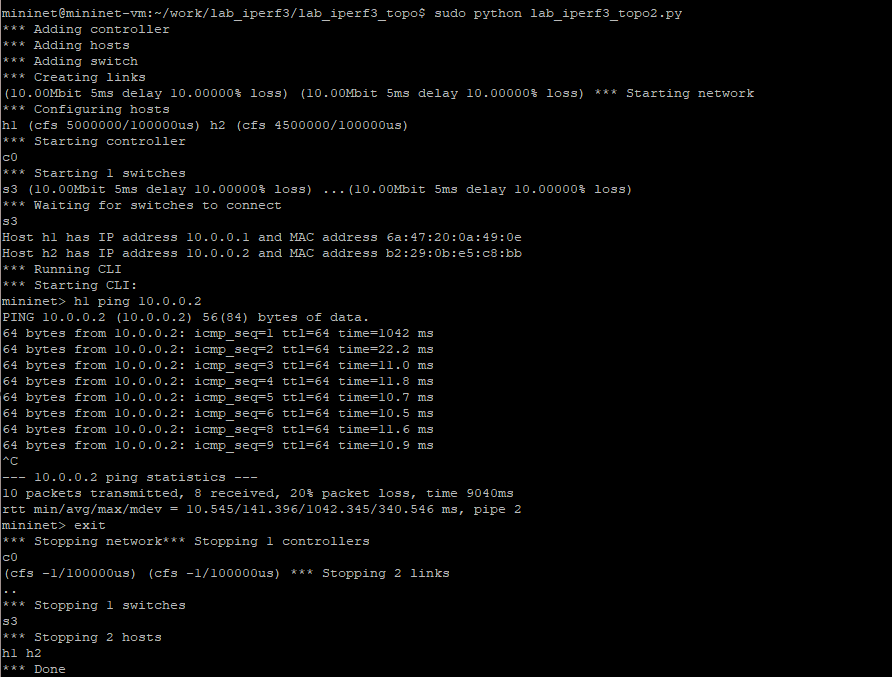 mininet@mininet-vm:~/work/lab_iperf3/lab_iperf3_topo$ sudo python lab_iperf3_topo2.py
*** Adding controller
*** Adding hosts
*** Adding switch
*** Creating links
(10.00Mbit 5ms delay 10.00000% loss) (10.00Mbit 5ms delay 10.00000% loss) *** Starting network
*** Configuring hosts
h1 (cfs 5000000/100000us) h2 (cfs 4500000/100000us)
*** Starting controller
c0
*** Starting 1 switches
s3 (10.00Mbit 5ms delay 10.00000% loss) ...(10.00Mbit 5ms delay 10.00000% loss)
*** Waiting for switches to connect
s3
Host h1 has IP address 10.0.0.1 and MAC address 6a:47:20:0a:49:0e
Host h2 has IP address 10.0.0.2 and MAC address b2:29:0b:e5:c8:bb
*** Running CLI
*** Starting CLI:
mininet> h1 ping 10.0.0.2
PING 10.0.0.2 (10.0.0.2) 56(84) bytes of data.
64 bytes from 10.0.0.2: icmp_seq=1 ttl=64 time=1042 ms
64 bytes from 10.0.0.2: icmp_seq=2 ttl=64 time=22.2 ms
64 bytes from 10.0.0.2: icmp_seq=3 ttl=64 time=11.0 ms
64 bytes from 10.0.0.2: icmp_seq=4 ttl=64 time=11.8 ms
64 bytes from 10.0.0.2: icmp_seq=5 ttl=64 time=10.7 ms
64 bytes from 10.0.0.2: icmp_seq=6 ttl=64 time=10.5 ms
64 bytes from 10.0.0.2: icmp_seq=8 ttl=64 time=11.6 ms
64 bytes from 10.0.0.2: icmp_seq=9 ttl=64 time=10.9 ms
^C
--- 10.0.0.2 ping statistics ---
10 packets transmitted, 8 received, 20% packet loss, time 9040ms
rtt min/avg/max/mdev = 10.545/141.396/1042.345/340.546 ms, pipe 2
mininet> exit
*** Stopping network*** Stopping 1 controllers
c0
(cfs -1/100000us) (cfs -1/100000us) *** Stopping 2 links
..
*** Stopping 1 switches
s3
*** Stopping 2 hosts
h1 h2
*** Done